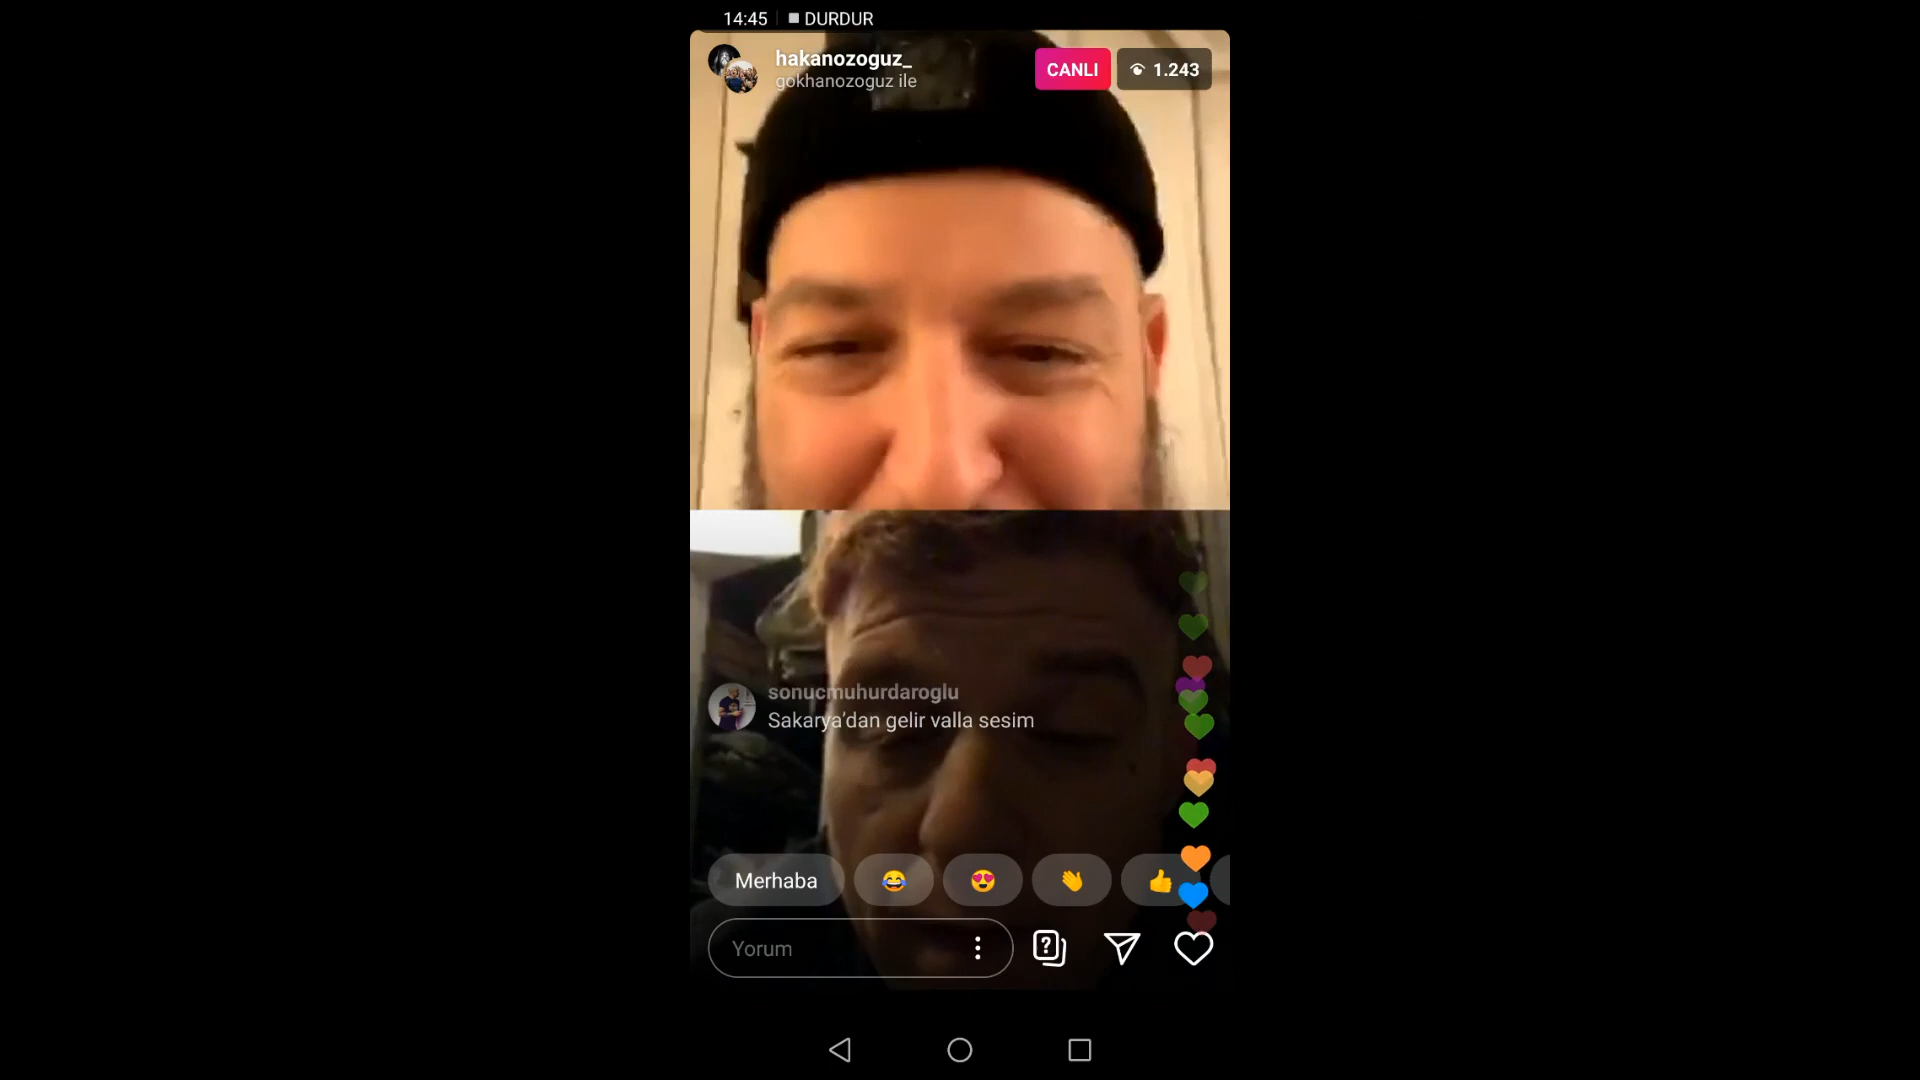 14:45
DURDUR
hakanozoguz_
gokhanozoguz ile
CANLI
1.243
sonucmuhurdaroglu
Sakarya'dan gelir valla sesim
Merhaba
Yorum